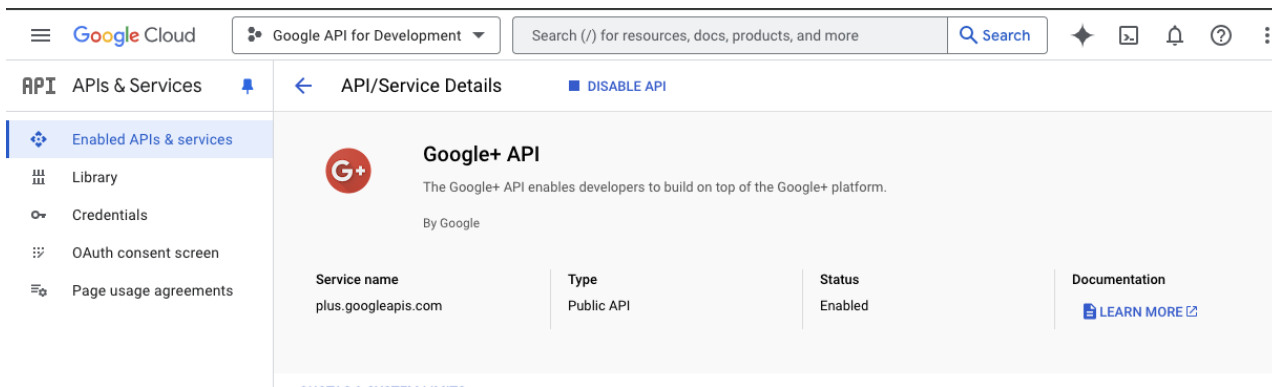 Google Cloud
Google API for Development
Search (/) for resources, docs, products, and more
Search
API APIs & Services
API/Service Details
DISABLE API
Enabled APIs & services
Library
Credentials
OAuth consent screen
Page usage agreements
G+
Google+ API
The Google+ API enables developers to build on top of the Google+ platform.
By Google
Service name
plus.googleapis.com
Type
Public API
Status
Enabled
Documentation
LEARN MORE